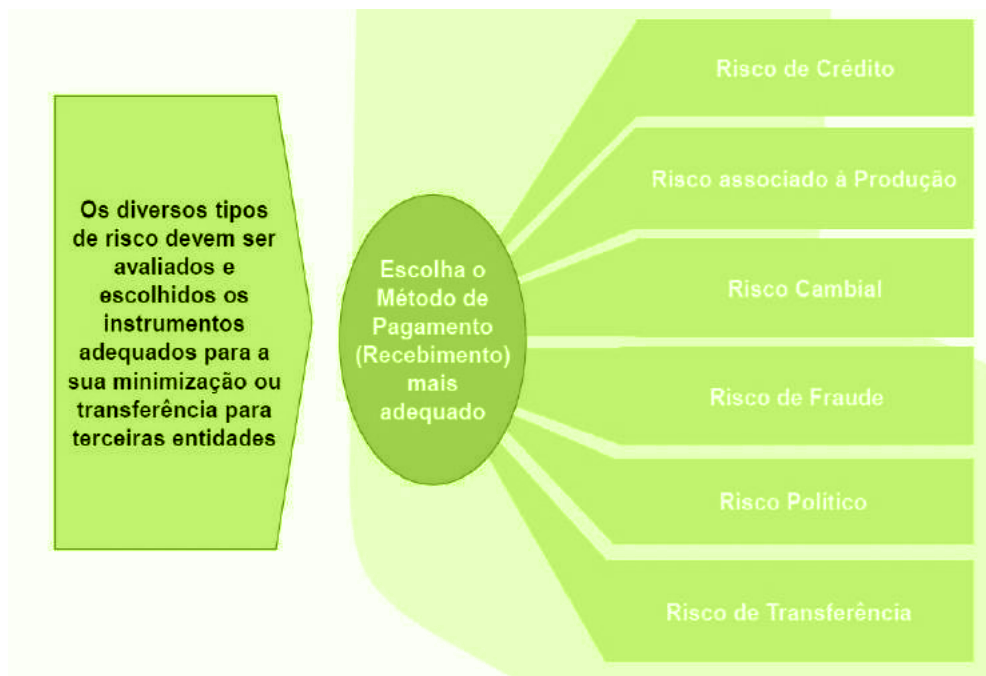 Os diversos tipos
de risco devem ser
avaliados e
escolhidos os
instrumentos
adequados para a
sua minimização ou
transferência para
terceiras entidades
Escolha o
Método de
Pagamento
(Recebimento)
mais
adequado
Risco de Crédito
Risco associado à Produção
Risco Cambial
Risco de Fraude
Risco Político
Risco de Transferência